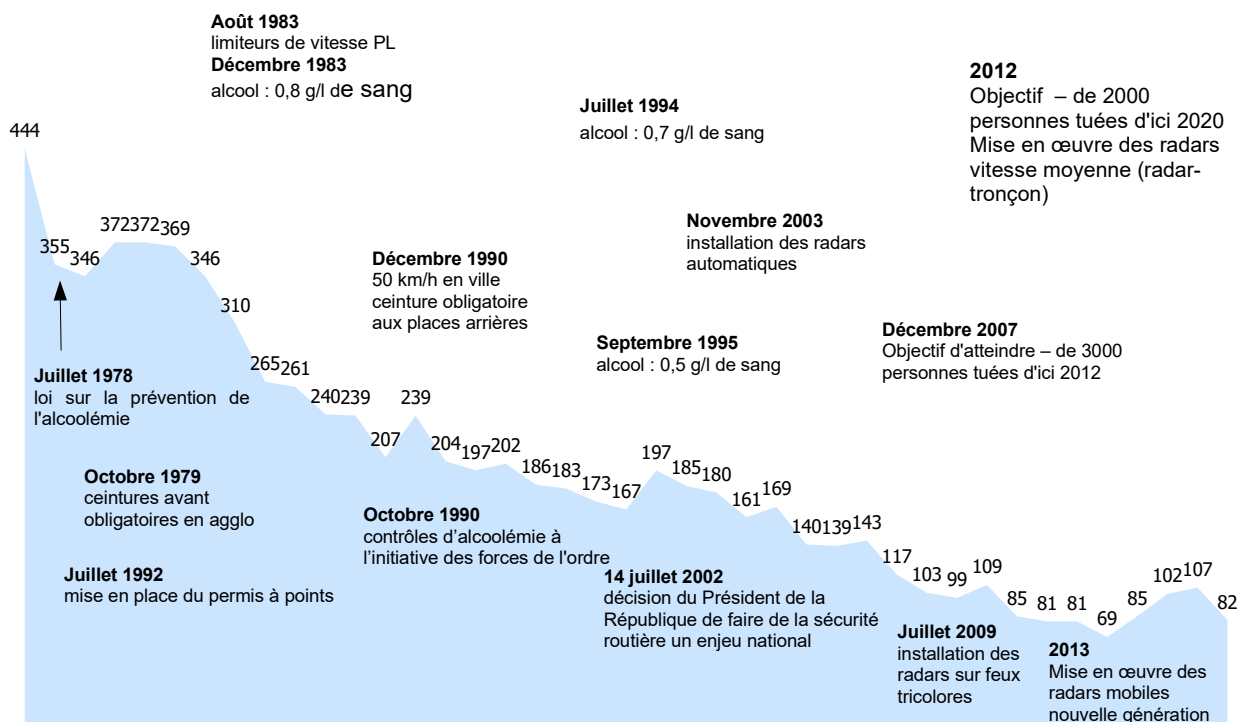 Août 1983
limiteurs de vitesse PL
Décembre 1983
alcool : 0,8 g/l de sang
Juillet 1994
alcool : 0,7 g/l de sang
2012
Objectif – de 2000
personnes tuées d'ici 2020
Mise en œuvre des radars
vitesse moyenne (radar-
tronçon)
Novembre 2003
installation des radars
automatiques
Décembre 1990
50 km/h en ville
ceinture obligatoire
aux places arrières
Septembre 1995
alcool : 0,5 g/l de sang
Décembre 2007
Objectif d'atteindre – de 3000
personnes tuées d'ici 2012
Juillet 1978
loi sur la prévention de
l'alcoolémie
444 355 346 372 372 369 346 310 265 261 240 239 207 239 204 197 202 186 183 173 167 197 185 180 161 169 140 139 143 117 103 99 109 85 81 81 69 85 102 107 82
Octobre 1979
ceintures avant
obligatoires en agglo
Octobre 1990
contrôles d’alcoolémie à
l’initiative des forces de l'ordre
Juillet 1992
mise en place du permis à points
14 juillet 2002
décision du Président de la
République de faire de la sécurité
routière un enjeu national
Juillet 2009
installation des
radars sur feux
tricolores
2013
Mise en œuvre des
radars mobiles
nouvelle génération